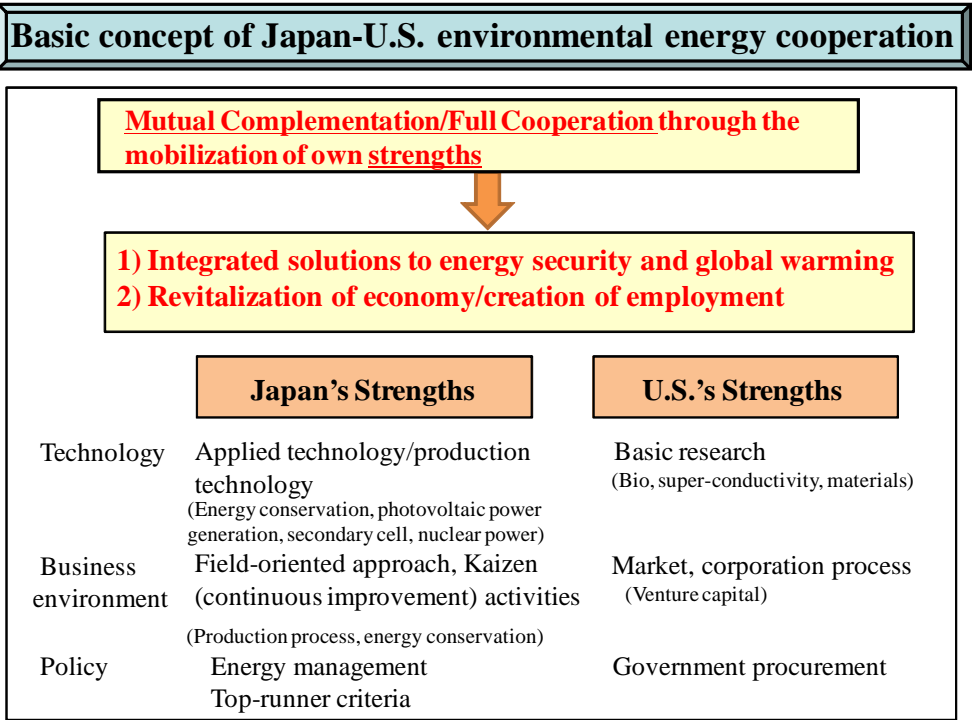 Basic concept of Japan-U.S. environmental energy cooperation
Mutual Complementation/Full Cooperation through the
mobilization of own strengths
1) Integrated solutions to energy security and global warming
2) Revitalization of economy/creation of employment
Japan’s Strengths
U.S.’s Strengths
Technology
Applied technology/production
technology
(Energy conservation, photovoltaic power
generation, secondary cell, nuclear power)
Basic research
(Bio, super-conductivity, materials)
Business
environment
Field-oriented approach, Kaizen
(continuous improvement) activities
(Production process, energy conservation)
Market, corporation process
(Venture capital)
Policy
Energy management
Top-runner criteria
Government procurement